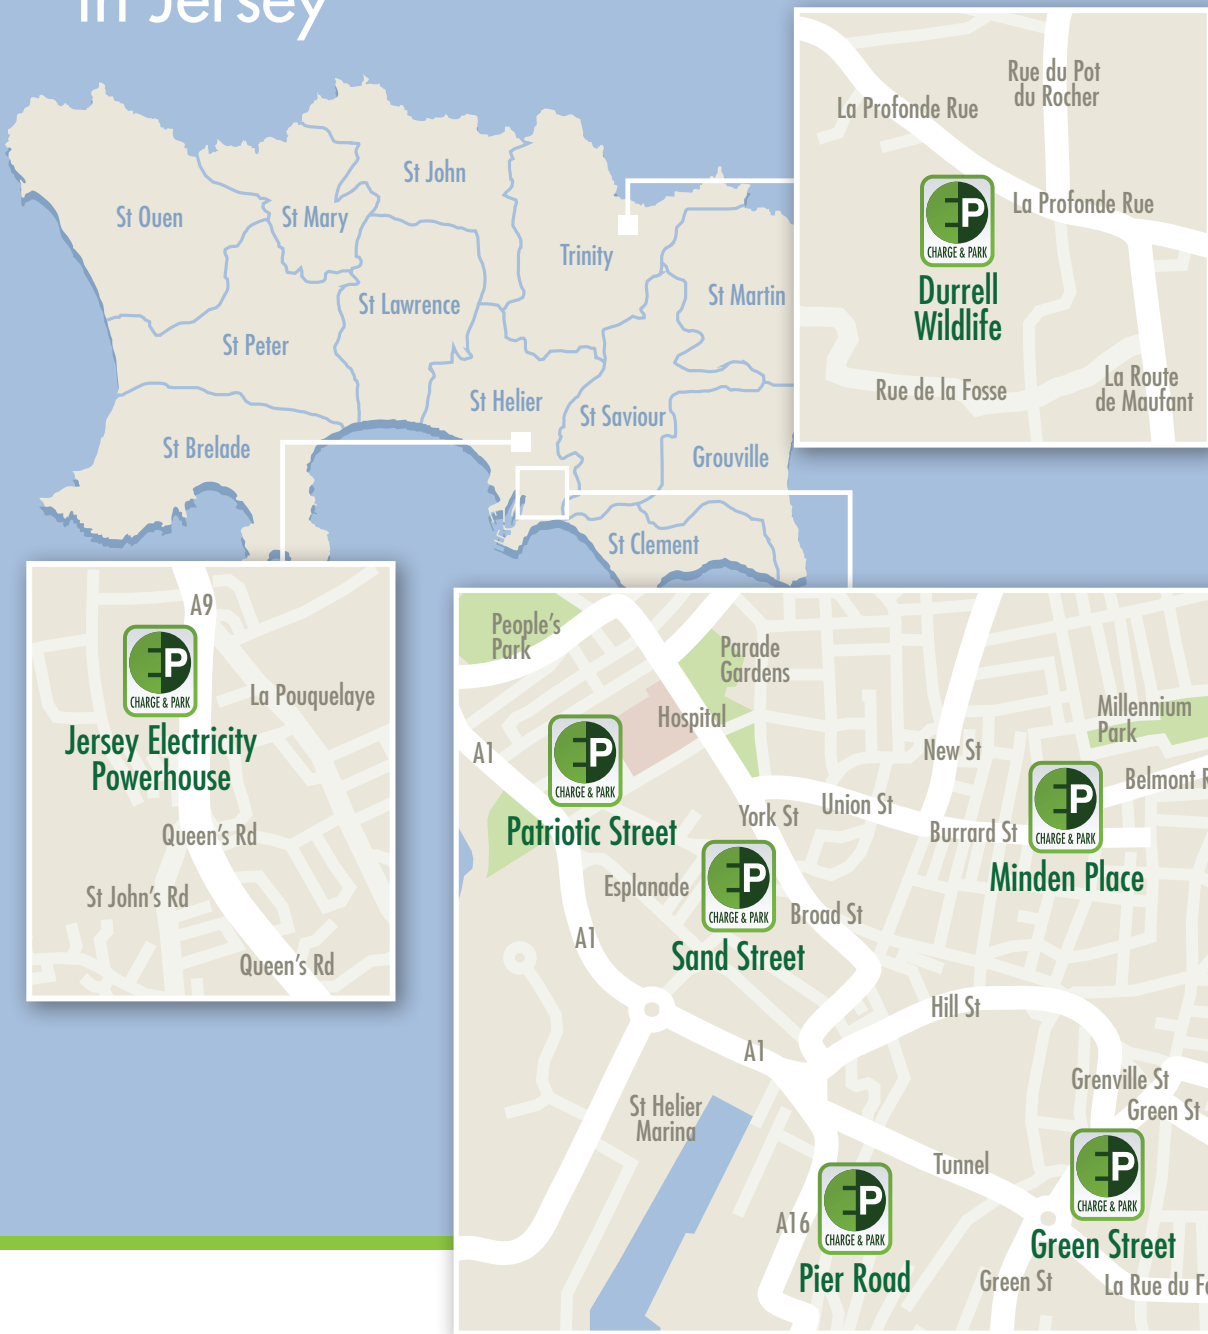 in Jersey
St Ouen
St Mary
St John
Trinity
St Martin
St Lawrence
St Peter
St Helier
St Saviour
St Brelade
Grouville
St Clement
Rue du Pot
du Rocher
La Profonde Rue
La Profonde Rue
P
CHARGE & PARK
Durrell
Wildlife
Rue de la Fosse
La Route
de Maufant
A9
P
CHARGE & PARK
La Pouquelaye
Jersey Electricity
Powerhouse
Queen's Rd
St John's Rd
Queen's Rd
People's
Park
Parade
Gardens
Hospital
Millennium
Park
A1
P
CHARGE & PARK
Patriotic Street
New St
Belmont
York St
Union St
Burrard St
P
CHARGE & PARK
Minden Place
Esplanade
P
CHARGE & PARK
Broad St
Sand Street
A1
Hill St
A1
Grenville St
Green St
St Helier
Marina
Tunnel
P
CHARGE & PARK
Green Street
A16
P
CHARGE & PARK
Pier Road
Green St
La Rue du